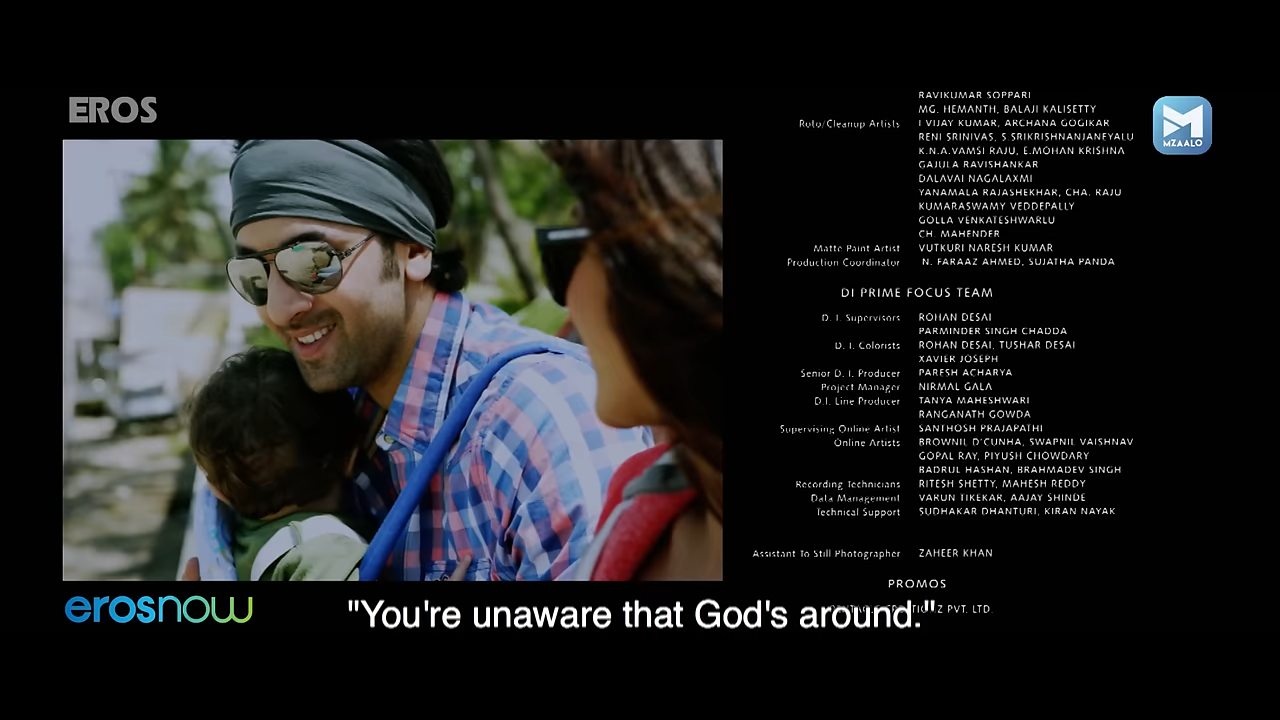 EROS
MZAALO
RAVIKUMAR SOPPARI
MG. HEMANTH, BALAJI KALISETTY
Roto/Cleanup Artists I VIJAY KUMAR, ARCHANA GOGIKAR
RENI SRINIVAS, S.SRIKRISHNANJANEYALU
K.N.A.VAMSI RAJU, E.MOHAN KRISHNA
GAJULA RAVISHANKAR
DALAVAI NAGALAXMI
YANAMALA RAJASHEKHAR, CHA. RAJU
KUMARASWAMY VEDDEPALLY
GOLLA VENKATESHWARLU
CH. MAHENDER
Matte Paint Artist VUTKURI NARESH KUMAR
Production Coordinator N. FARAAZ AHMED, SUJATHA PANDA
DI PRIME FOCUS TEAM
D. I. Supervisors ROHAN DESAI
PARMINDER SINGH CHADDA
D. I. Colorists ROHAN DESAI, TUSHAR DESAI
XAVIER JOSEPH
Senior D. I. Producer PARESH ACHARYA
Project Manager NIRMAL GALA
D.I. Line Producer TANYA MAHESHWARI
RANGANATH GOWDA
Supervising Online Artist SANTHOSH PRAJAPATHI
Online Artists BROWNIL D'CUNHA, SWAPNIL VAISHNAV
GOPAL RAY, PIYUSH CHOWDARY
BADRUL HASHAN, BRAHMADEV SINGH
Recording Technicians RITESH SHETTY, MAHESH REDDY
Data Management VARUN TIKEKAR, AAJAY SHINDE
Technical Support SUDHAKAR DHANTURI, KIRAN NAYAK
Assistant To Still Photographer ZAHEER KHAN
PROMOS
PVT. LTD.
erosnow
"You're unaware that God's around."